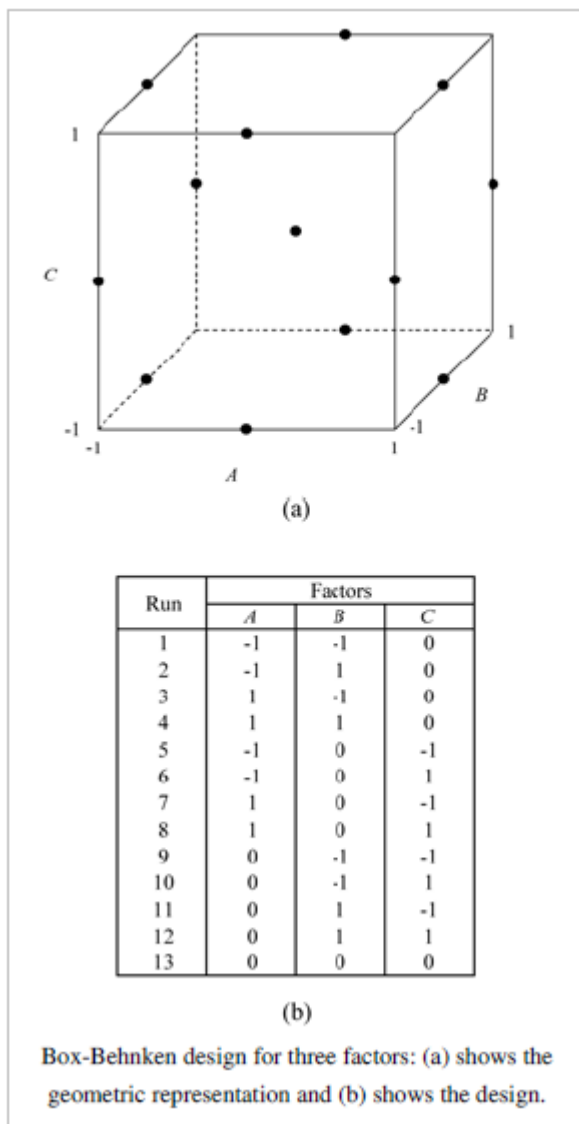 1
C
1
B
-1
-1
-1
1
-1
A
(a)
Run Factors
A B C
1 -1 -1 0
2 -1 1 0
3 1 -1 0
4 1 1 0
5 -1 0 -1
6 -1 0 1
7 1 0 -1
8 1 0 1
9 0 -1 -1
10 0 -1 1
11 0 1 -1
12 0 1 1
13 0 0 0
(b)
Box-Behnken design for three factors: (a) shows the
geometric representation and (b) shows the design.